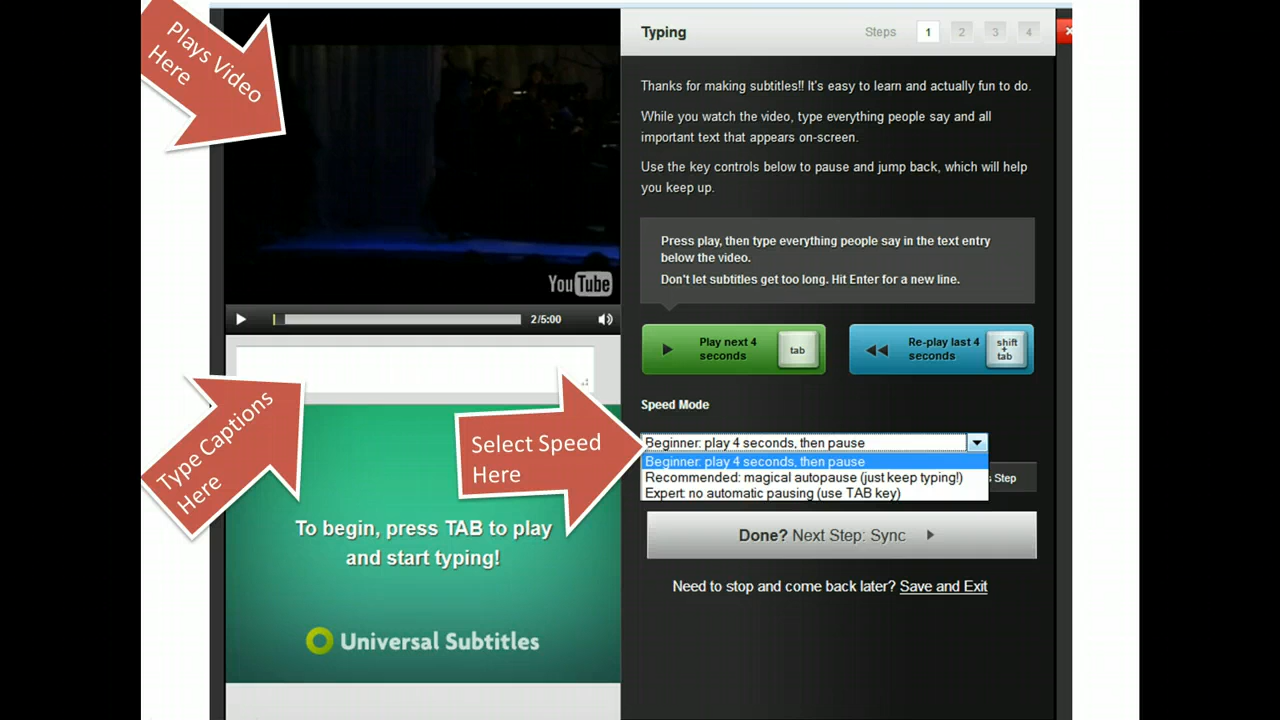 Plays Video
Here
YouTube
2/5:00
Type Captions
Here
Select Speed
Here
To begin, press TAB to play
and start typing!
Universal Subtitles
Typing
Steps 1 2 3 4
Thanks for making subtitles!! It's easy to learn and actually fun to do.
While you watch the video, type everything people say and all
important text that appears on-screen.
Use the key controls below to pause and jump back, which will help
you keep up.
Press play, then type everything people say in the text entry
below the video.
Don't let subtitles get too long. Hit Enter for a new line.
Play next 4
seconds
tab
Re-play last 4
seconds
shift
+
tab
Speed Mode
Beginner: play 4 seconds, then pause
Beginner: play 4 seconds, then pause
Recommended: magical autopause (just keep typing!)
Expert: no automatic pausing (use TAB key)
Step
Done? Next Step: Sync
Need to stop and come back later? Save and Exit